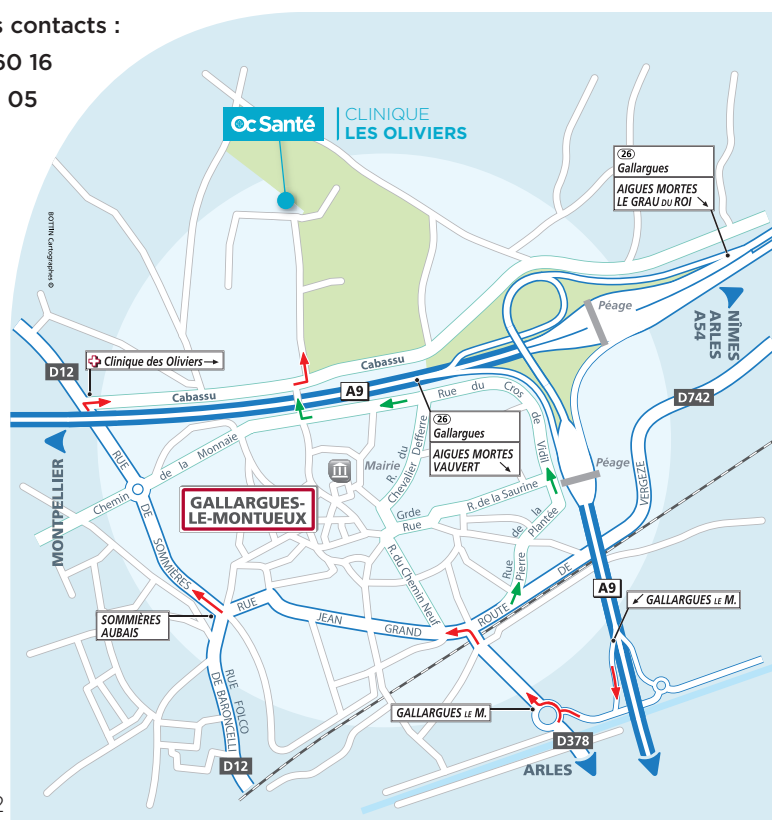 s contacts :
60 16
05
Oc Santé
CLINIQUE
LES OLIVIERS
26
Gallargues
AIGUES MORTES
LE GRAU DU ROI
BOTTIN Cartographes ©
Péage
NÎMES
ARLES
A54
D12
Clinique des Oliviers
Cabassu
Cabassu
A9
D742
Rue du Cros de Vidil
26
Gallargues
AIGUES MORTES
VAUVERT
MONTPELLIER
Chemin de la Monnaie
Mairie
R. du Chevalier Defferre
Péage
VERGEZE
GALLARGUES-
LE-MONTUEUX
R. de la Saurine
Grde
Rue
RUE DE SOMMIÈRES
Rue Pierre de la Plantée
R. du Chemin Neuf
ROUTE DE
A9
GALLARGUES LE M.
SOMMIÈRES
AUBAIS
RUE JEAN GRAND
RUE FOLCO
DE BARONCELLI
GALLARGUES LE M.
D378
D12
ARLES
2